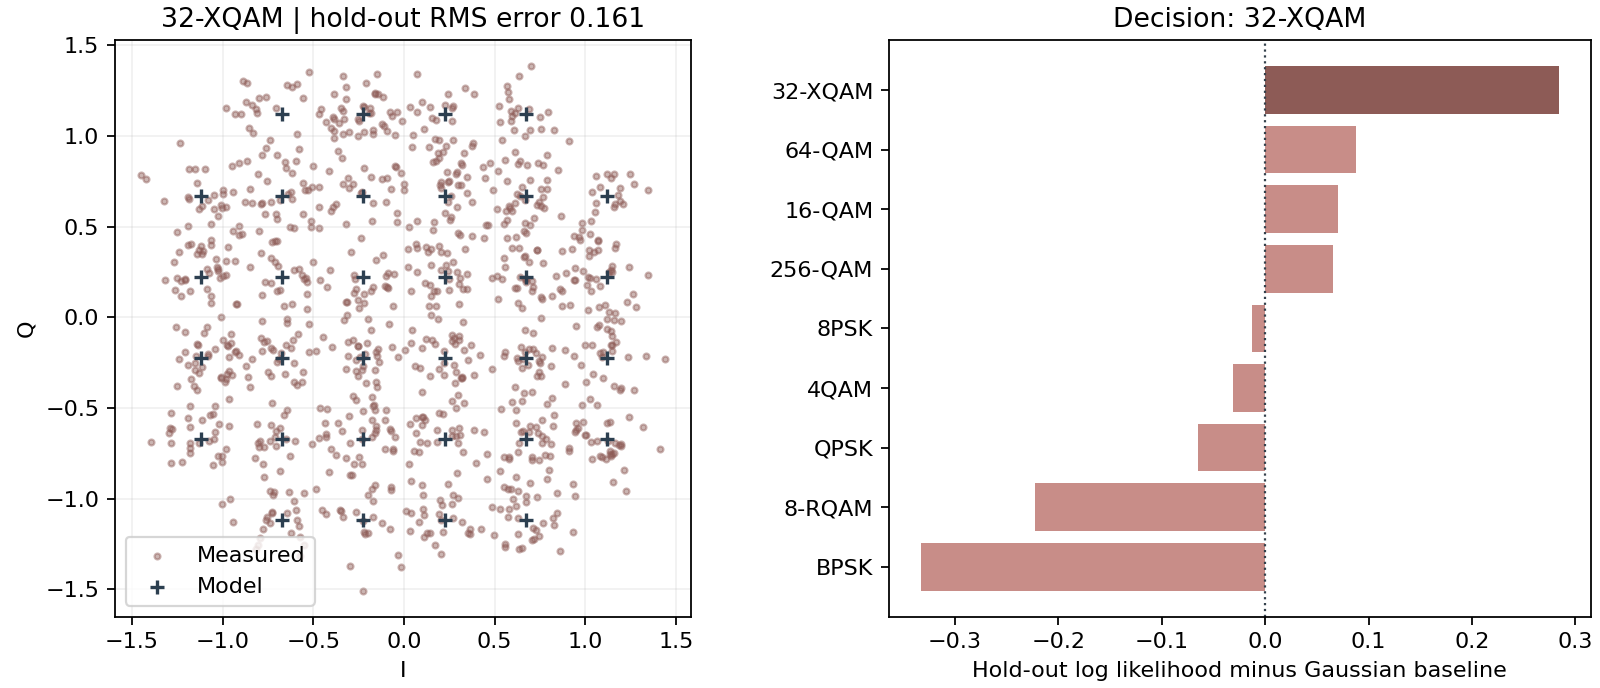 32-XQAM | hold-out RMS error 0.161
1.5
1.0
0.5
0.0
−0.5
−1.0
−1.5
Q
Measured
Model
−1.5 −1.0 −0.5 0.0 0.5 1.0 1.5
I
Decision: 32-XQAM
32-XQAM
64-QAM
16-QAM
256-QAM
8PSK
4QAM
QPSK
8-RQAM
BPSK
−0.3 −0.2 −0.1 0.0 0.1 0.2 0.3
Hold-out log likelihood minus Gaussian baseline